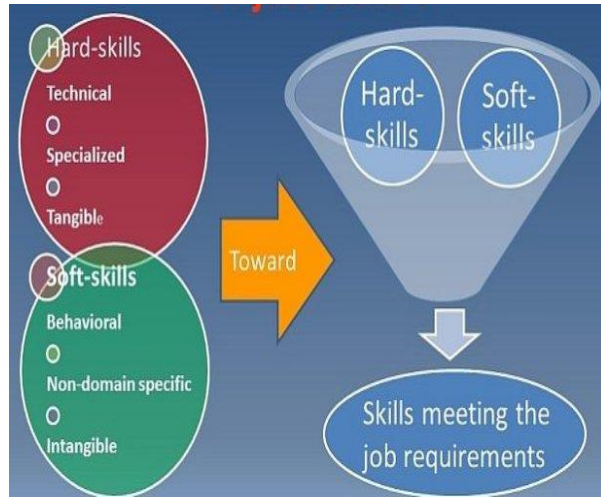 Hard-skills
Technical
Specialized
Tangible
Soft-skills
Behavioral
Non-domain specific
Intangible
Toward
Hard-
skills
Soft-
skills
Skills meeting the
job requirements